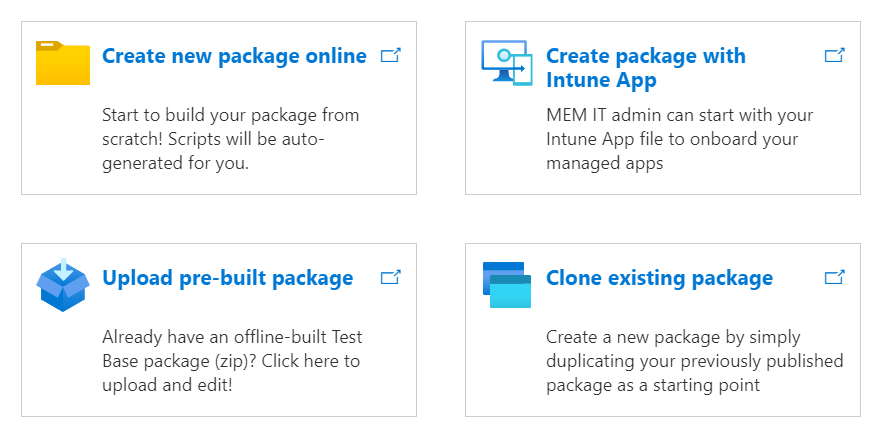 Create new package online
Start to build your package from
scratch! Scripts will be auto-
generated for you.
Create package with
Intune App
MEM IT admin can start with your
Intune App file to onboard your
managed apps
Upload pre-built package
Already have an offline-built Test
Base package (zip)? Click here to
upload and edit!
Clone existing package
Create a new package by simply
duplicating your previously published
package as a starting point